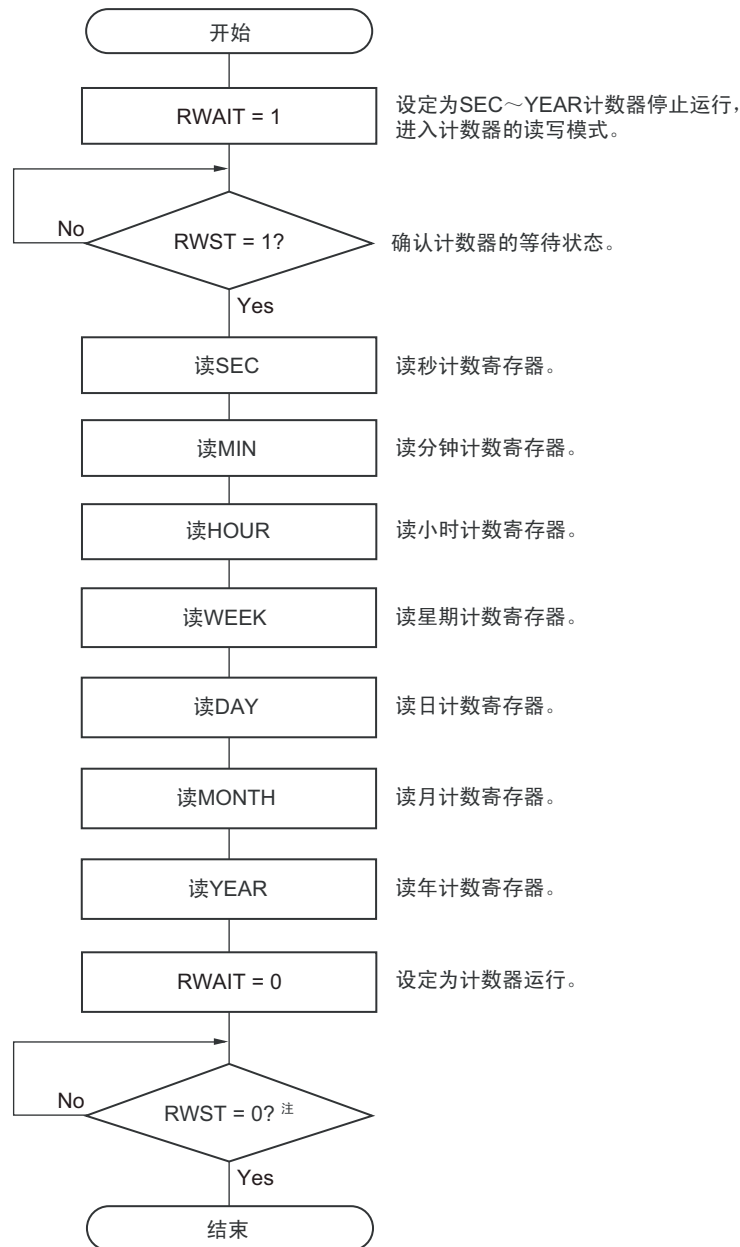 开始
RWAIT = 1
设定为SEC～YEAR计数器停止运行，
进入计数器的读写模式。
No
RWST = 1?
确认计数器的等待状态。
Yes
读SEC
读秒计数寄存器。
读MIN
读分钟计数寄存器。
读HOUR
读小时计数寄存器。
读WEEK
读星期计数寄存器。
读DAY
读日计数寄存器。
读MONTH
读月计数寄存器。
读YEAR
读年计数寄存器。
RWAIT = 0
设定为计数器运行。
No
RWST = 0? 注
Yes
结束